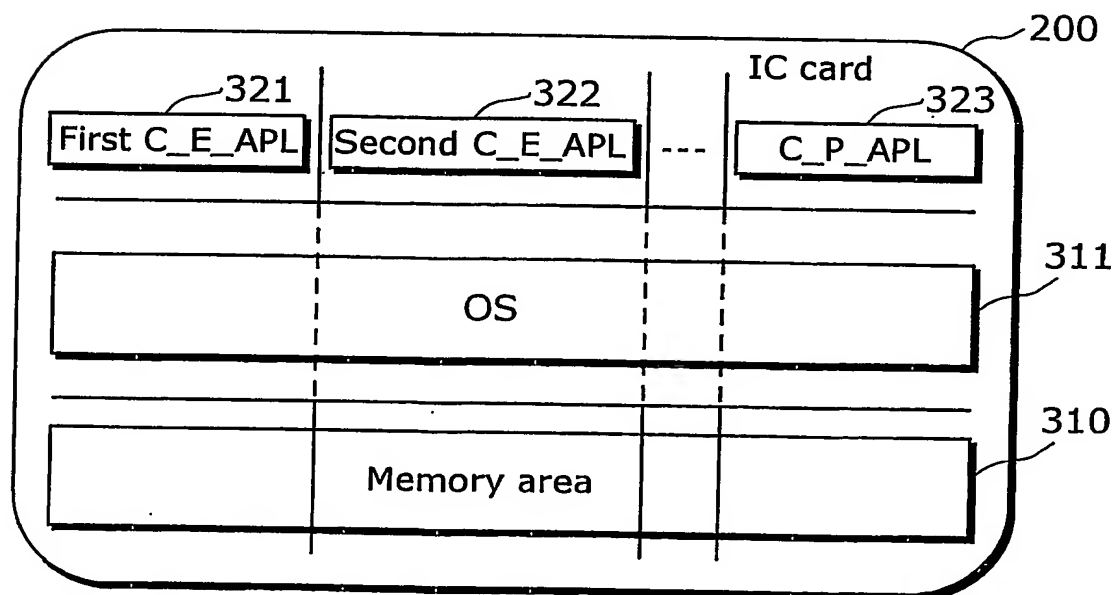 200
IC card
321
322
323
First C_E_APL
Second C_E_APL
---
C_P_APL
311
OS
310
Memory area